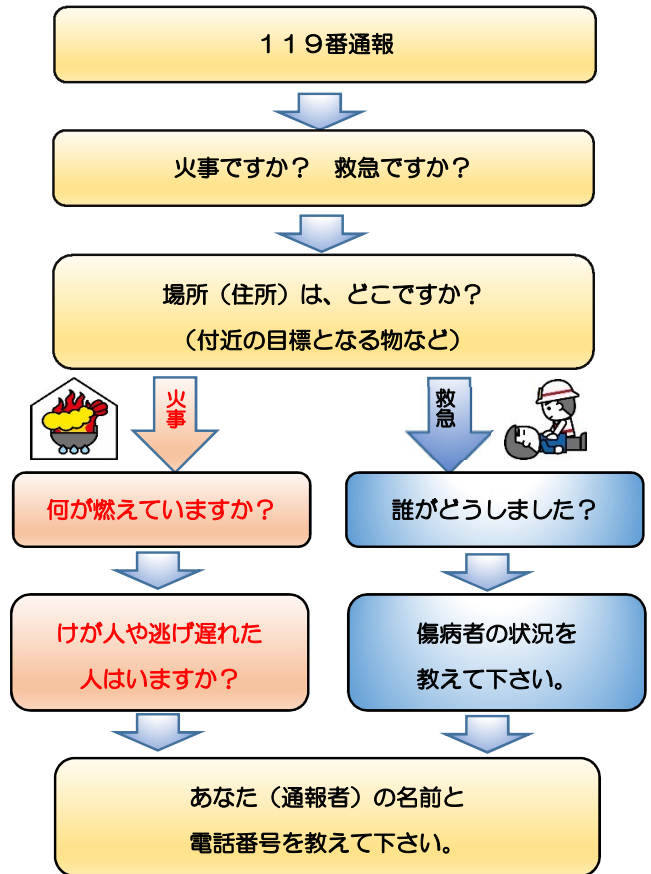 119番通報
火事ですか? 救急ですか?
場所(住所)は、どこですか?
(付近の目標となる物など)
火事
何が燃えていますか?
けが人や逃げ遅れた
人はいますか?
救急
誰がどうしました?
傷病者の状況を
教えて下さい。
あなた(通報者)の名前と
電話番号を教えて下さい。